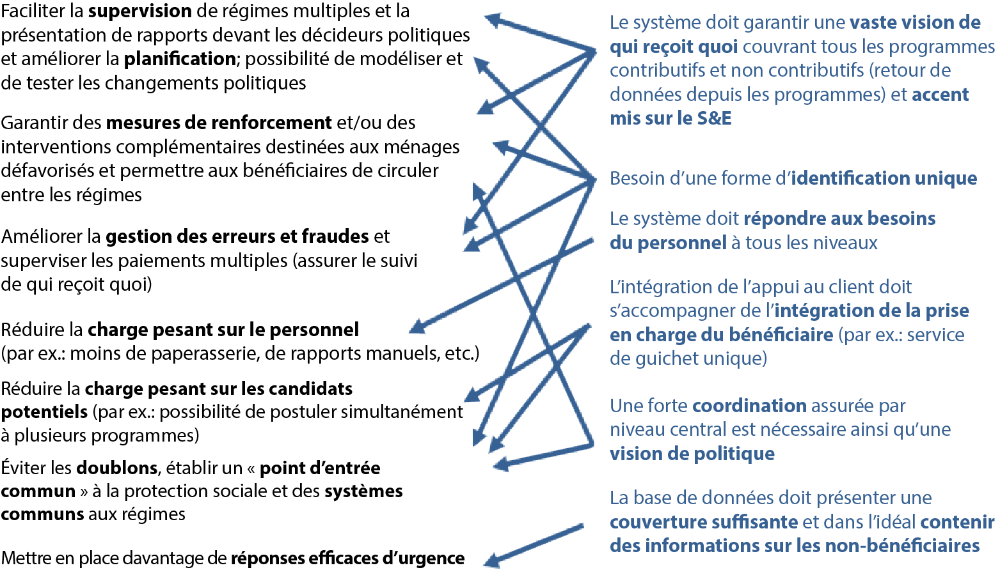 Faciliter la supervision de régimes multiples et la
présentation de rapports devant les décideurs politiques
et améliorer la planification; possibilité de modéliser et
de tester les changements politiques
Garantir des mesures de renforcement et/ou des
interventions complémentaires destinées aux ménages
défavorisés et permettre aux bénéficiaires de circuler
entre les régimes
Améliorer la gestion des erreurs et fraudes et
superviser les paiements multiples (assurer le suivi
de qui reçoit quoi)
Réduire la charge pesant sur le personnel
(par ex.: moins de paperasserie, de rapports manuels, etc.)
Réduire la charge pesant sur les candidats
potentiels (par ex.: possibilité de postuler simultanément
à plusieurs programmes)
Éviter les doublons, établir un « point d’entrée
commun » à la protection sociale et des systèmes
communs aux régimes
Mettre en place davantage de réponses efficaces d’urgence
Le système doit garantir une vaste vision de
qui reçoit quoi couvrant tous les programmes
contributifs et non contributifs (retour de
données depuis les programmes) et accent
mis sur le S&E
Besoin d’une forme d’identification unique
Le système doit répondre aux besoins
du personnel à tous les niveaux
L’intégration de l’appui au client doit
s’accompagner de l’intégration de la prise
en charge du bénéficiaire (par ex.: service
de guichet unique)
Une forte coordination assurée par
niveau central est nécessaire ainsi qu’une
vision de politique
La base de données doit présenter une
couverture suffisante et dans l’idéal contenir
des informations sur les non-bénéficiaires